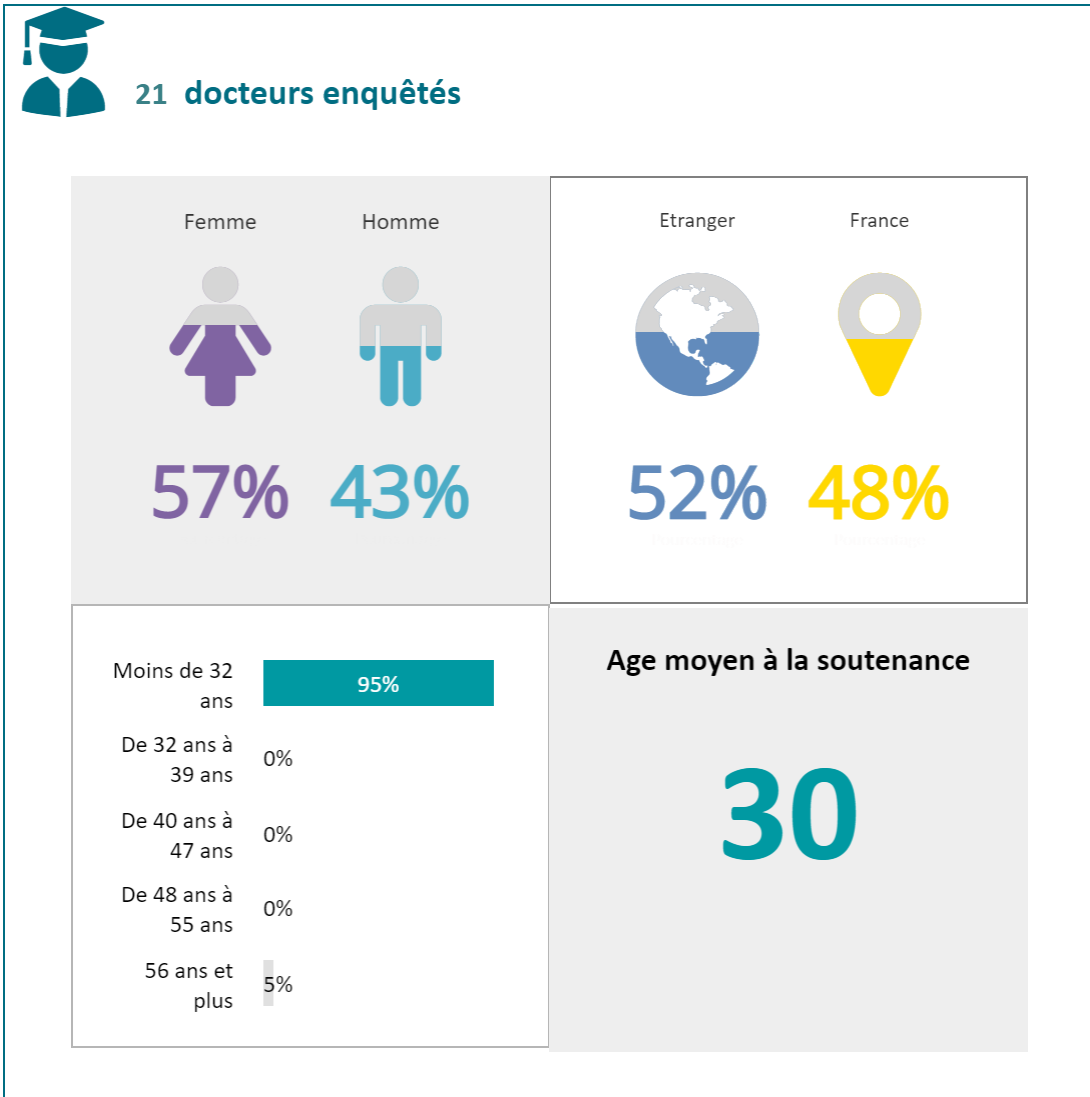 21 docteurs enquêtés
Femme Homme
57% 43%
Etranger France
52% 48%
Moins de 32
ans
95%
De 32 ans à
39 ans
0%
De 40 ans à
47 ans
0%
De 48 ans à
55 ans
0%
56 ans et
plus
5%
Age moyen à la soutenance
30